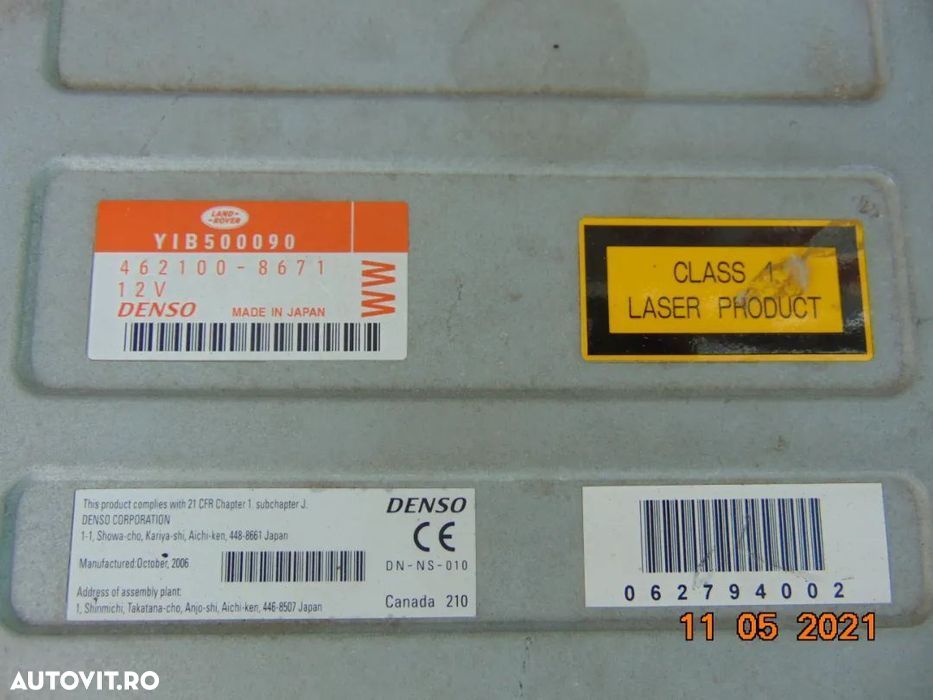 LAND-
-ROVER
YIB500090
462100-8671
12V
DENSO MADE IN JAPAN
WW
CLASS 1
LASER PRODUCT
This product complies with 21 CFR Chapter 1. subchapter J.
DENSO CORPORATION
1-1, Showa-cho, Kariya-shi, Aichi-ken, 448-8661 Japan
Manufactured:October, 2006
Address of assembly plant:
1, Shinmichi, Takatana-cho, Anjo-shi, Aichi-ken, 446-8507 Japan
DENSO
CE
DN-NS-010
Canada 210
062794002
11 05 2021
AUTOVIT.RO